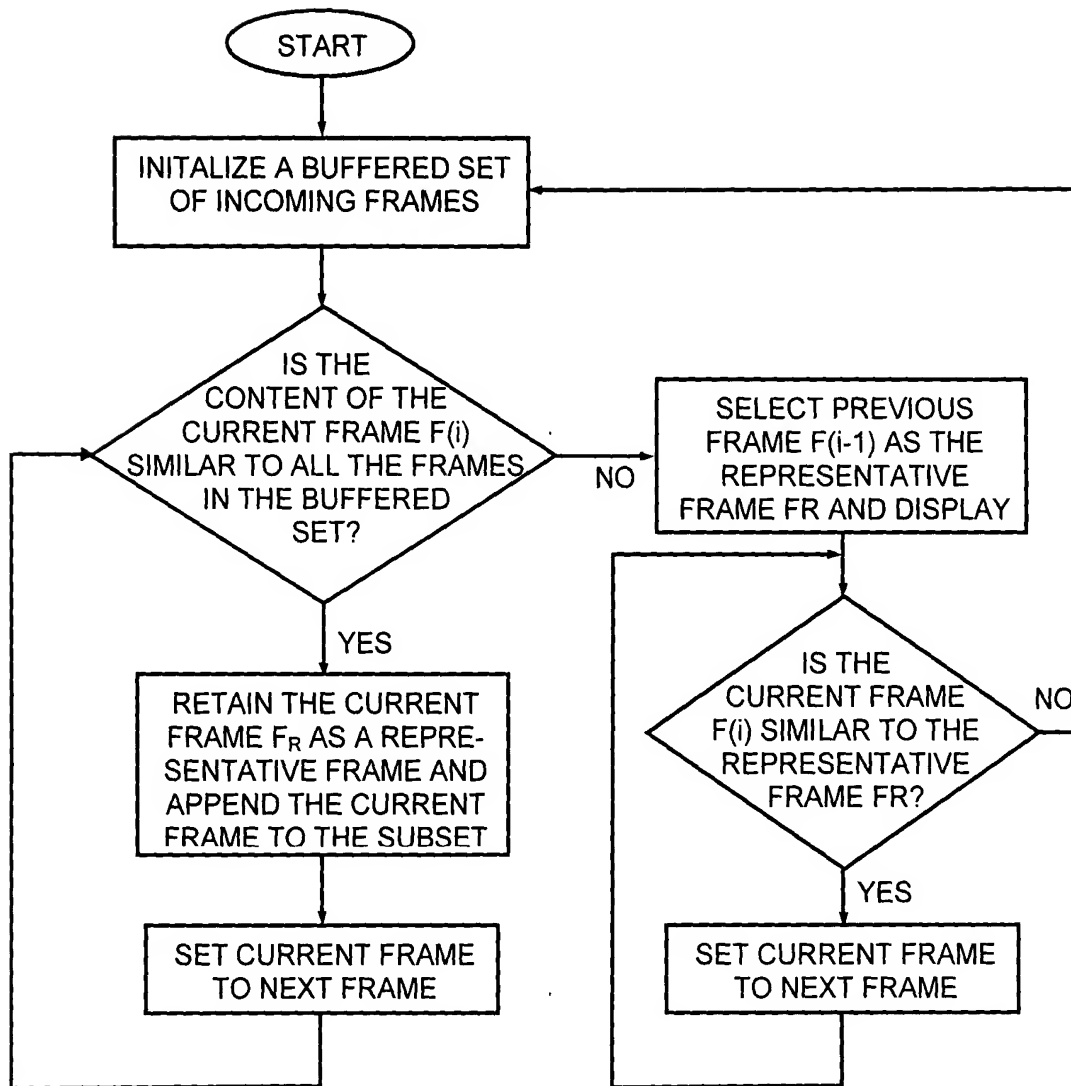 START
INITALIZE A BUFFERED SET
OF INCOMING FRAMES
IS THE
CONTENT OF THE
CURRENT FRAME F(i)
SIMILAR TO ALL THE FRAMES
IN THE BUFFERED
SET?
NO
SELECT PREVIOUS
FRAME F(i-1) AS THE
REPRESENTATIVE
FRAME FR AND DISPLAY
YES
RETAIN THE CURRENT
FRAME FR AS A REPRE-
SENTATIVE FRAME AND
APPEND THE CURRENT
FRAME TO THE SUBSET
IS THE
CURRENT FRAME
F(i) SIMILAR TO THE
REPRESENTATIVE
FRAME FR?
NO
YES
SET CURRENT FRAME
TO NEXT FRAME
SET CURRENT FRAME
TO NEXT FRAME